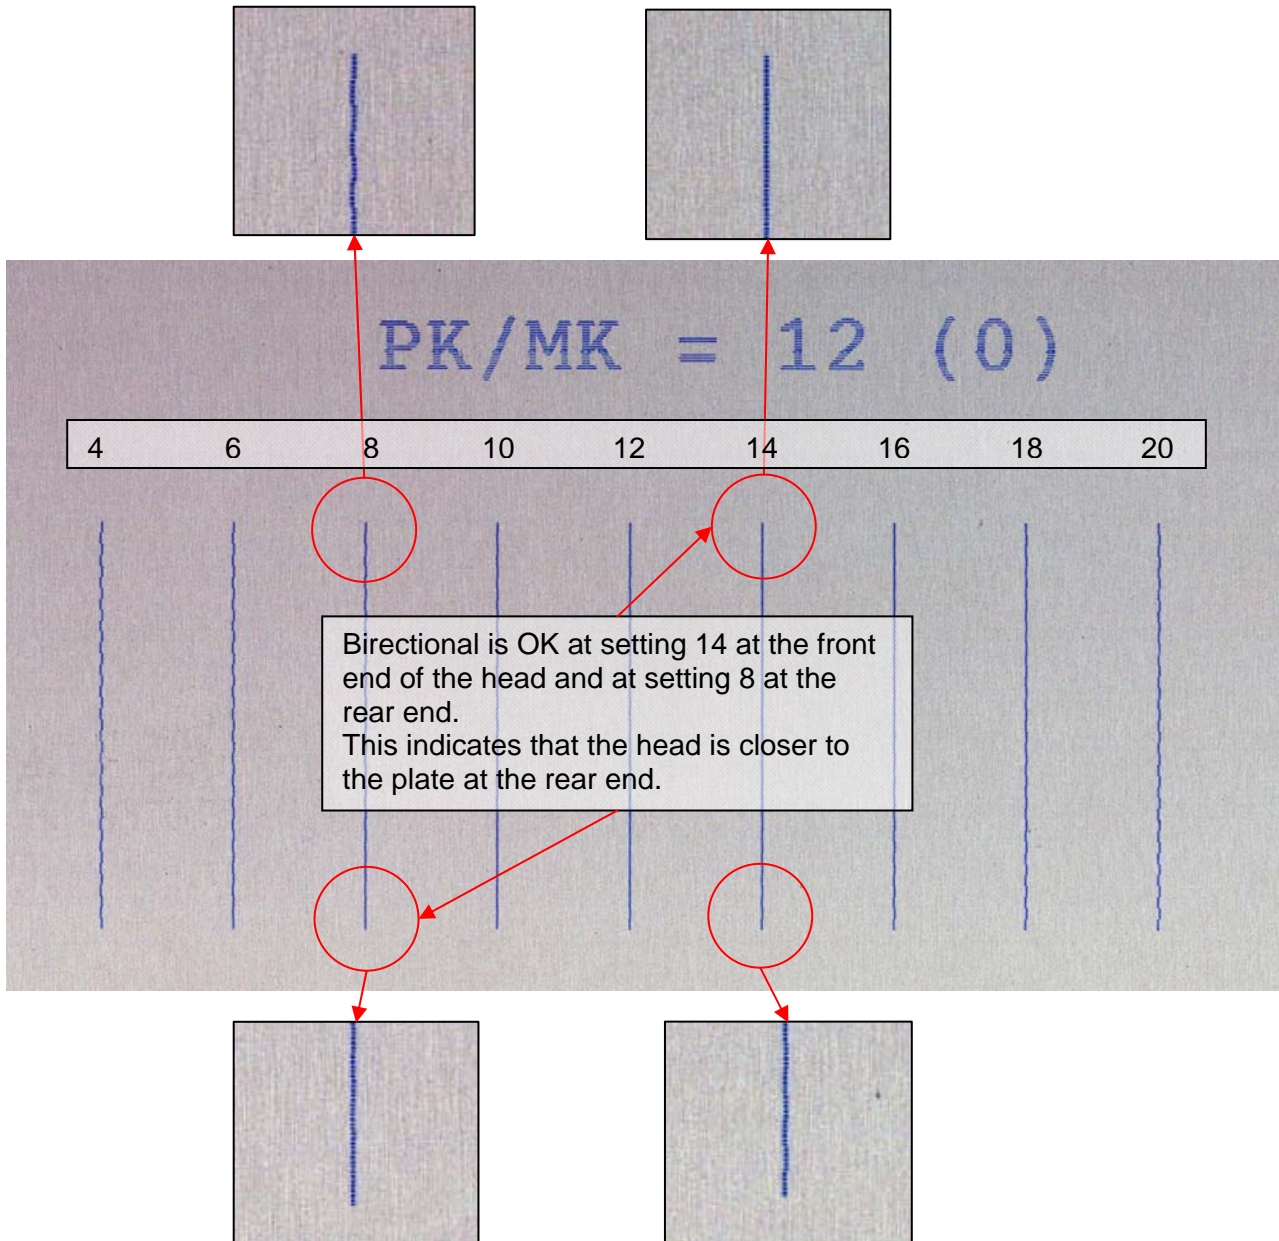 PK/MK = 12 (0)
4 6 8 10 12 14 16 18 20
Birectional is OK at setting 14 at the front
end of the head and at setting 8 at the
rear end.
This indicates that the head is closer to
the plate at the rear end.